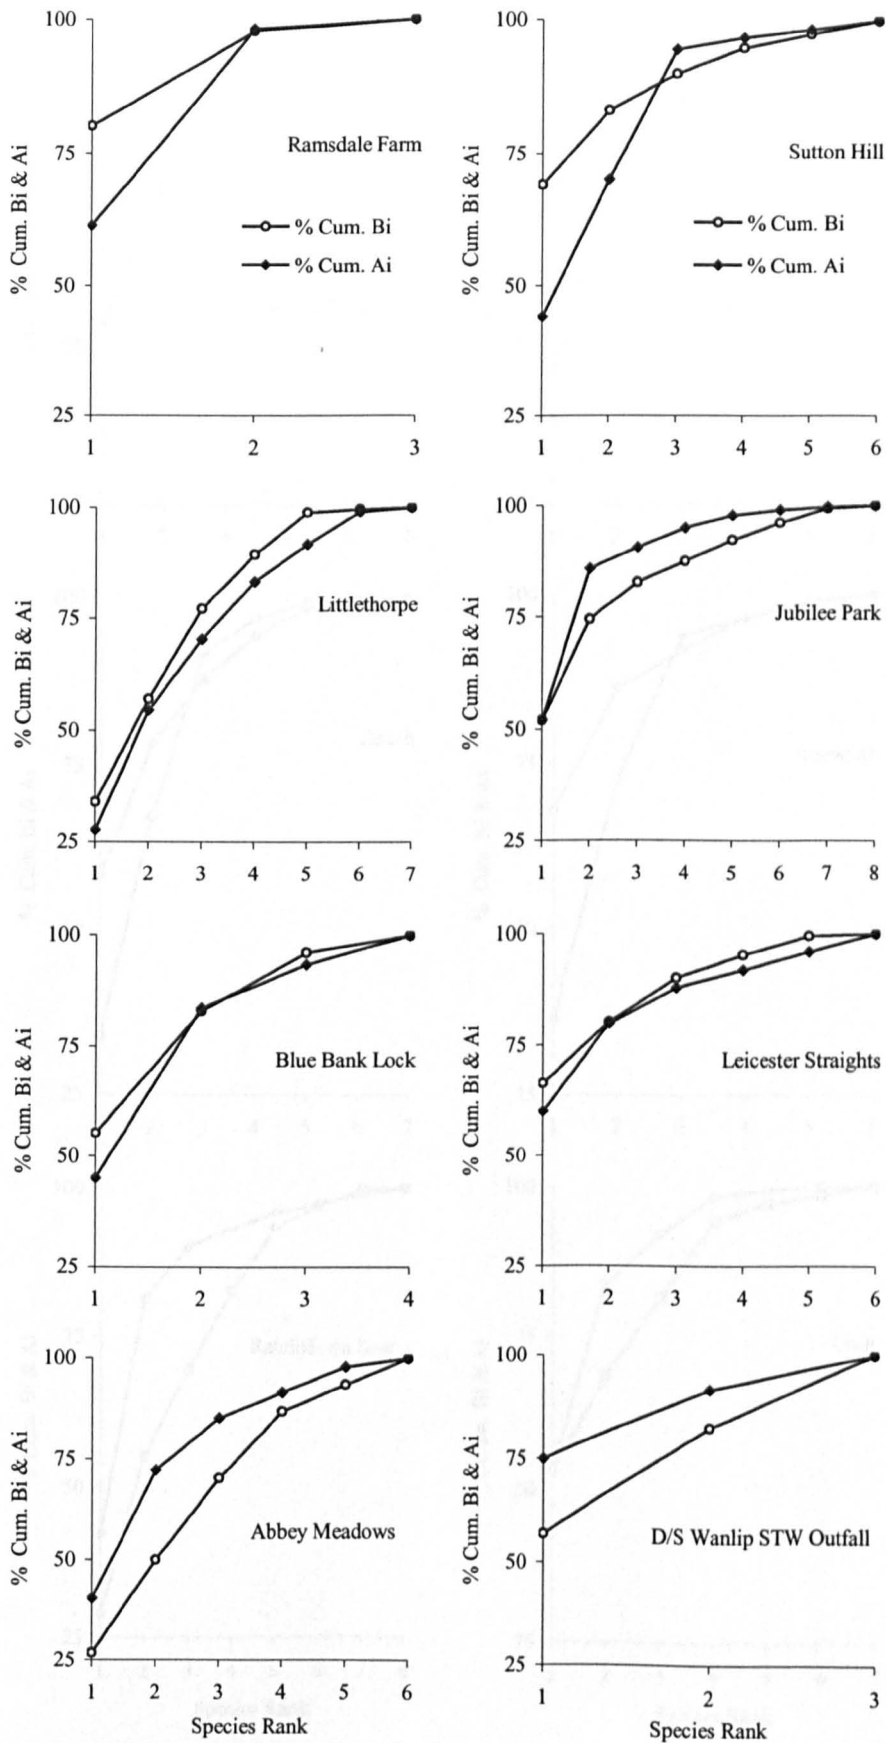 100
75
50
25
% Cum. Bi & Ai
Ramsdale Farm
% Cum. Bi
% Cum. Ai
1 2 3
100
75
50
25
% Cum. Bi & Ai
Sutton Hill
% Cum. Bi
% Cum. Ai
1 2 3 4 5 6
100
75
50
25
% Cum. Bi & Ai
Littlethorpe
1 2 3 4 5 6 7
100
75
50
25
% Cum. Bi & Ai
Jubilee Park
1 2 3 4 5 6 7 8
100
75
50
25
% Cum. Bi & Ai
Blue Bank Lock
1 2 3 4
100
75
50
25
% Cum. Bi & Ai
Leicester Straights
1 2 3 4 5 6
100
75
50
25
% Cum. Bi & Ai
Abbey Meadows
1 2 3 4 5 6
Species Rank
100
75
50
25
% Cum. Bi & Ai
D/S Wanlip STW Outfall
1 2 3
Species Rank